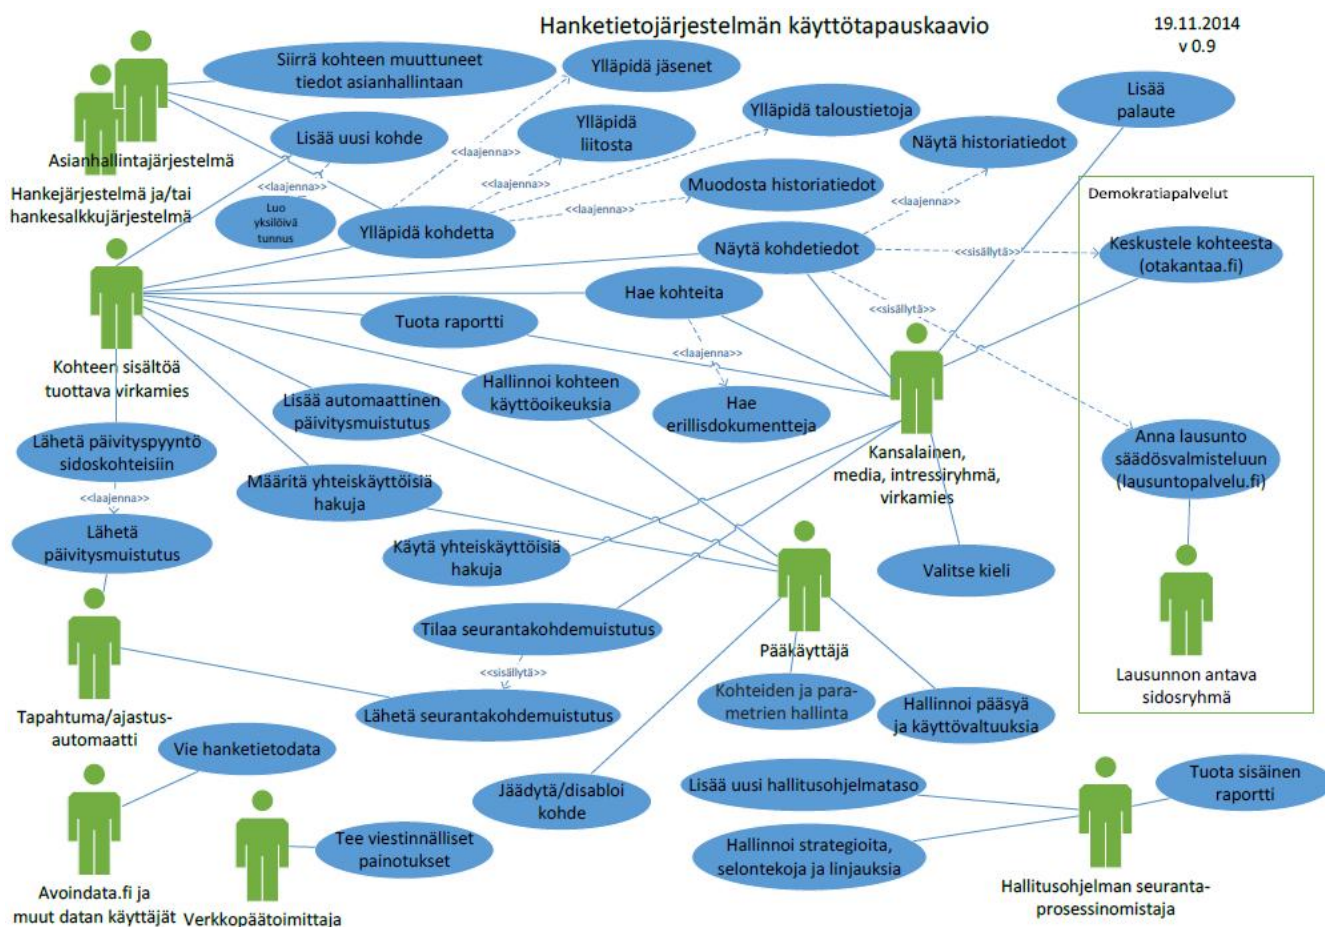 Hanketietojärjestelmän käyttötapauskaavio
19.11.2014
v 0.9
Siirrä kohteen muuttuneet
tiedot asianhallintaan
Ylläpidä jäsenet
Lisää
palaute
Ylläpidä taloustietoja
Ylläpidä
liitosta
Lisää uusi kohde
Näytä historiatiedot
Asianhallintajärjestelmä
Hankejärjestelmä ja/tai
hankesalkkujärjestelmä
<<laajenna>>
<<laajenna>>
<<laajenna>>
<<laajenna>>
<<laajenna>>
Muodosta historiatiedot
Demokratiapalvelut
Luo
yksilöivä
tunnus
Ylläpidä kohdetta
Näytä kohdetiedot
<<sisällytä>>
Keskustele kohteesta
(otakantaa.fi)
Hae kohteita
<<sisällytä>>
Tuota raportti
<<laajenna>>
Kohteen sisältöä
tuottava virkamies
Lisää automaattinen
päivitysmuistutus
Hallinnoi kohteen
käyttöoikeuksia
Hae
erillisdokumentteja
Kansalainen,
media, intressiryhmä,
virkamies
Anna lausunto
säädösvalmisteluun
(lausuntopalvelu.fi)
Lähetä päivityspyyntö
sidoskohteisiin
<<laajenna>>
Määritä yhteiskäyttöisiä
hakuja
Lähetä
päivitysmuistutus
Käytä yhteiskäyttöisiä
hakuja
Valitse kieli
Tilaa seurantakohdemuistutus
Pääkäyttäjä
<<sisällytä>>
Lausunnon antava
sidosryhmä
Kohteiden ja para-
metrien hallinta
Hallinnoi pääsyä
ja käyttövaltuuksia
Lähetä seurantakohdemuistutus
Tapahtuma/ajastus-
automaatti
Vie hanketietodata
Jäädytä/disabloi
kohde
Lisää uusi hallitusohjelmataso
Tuota sisäinen
raportti
Tee viestinnälliset
painotukset
Hallinnoi strategioita,
selontekoja ja linjauksia
Avoindata.fi ja
muut datan käyttäjät
Verkkopäätoimittaja
Hallitusohjelman seuranta-
prosessinomistaja